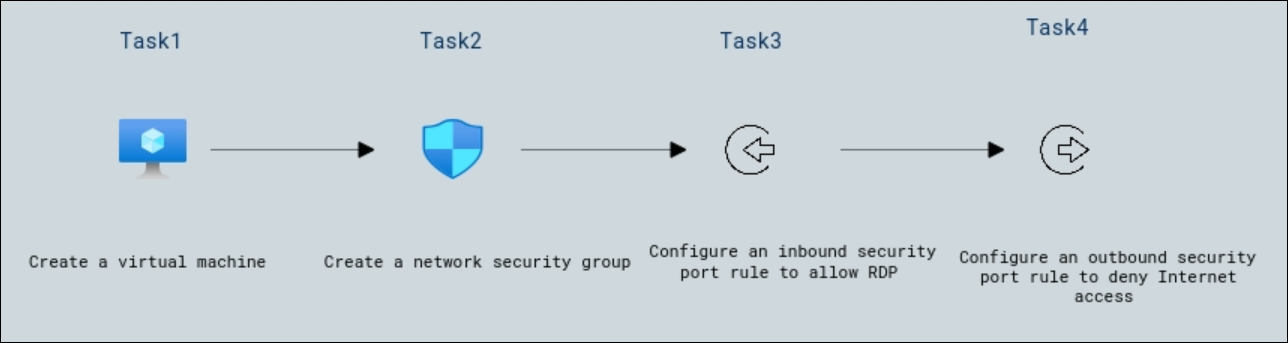 Task1
Task2
Task3
Task4
Create a virtual machine
Create a network security group
Configure an inbound security
port rule to allow RDP
Configure an outbound security
port rule to deny Internet
access